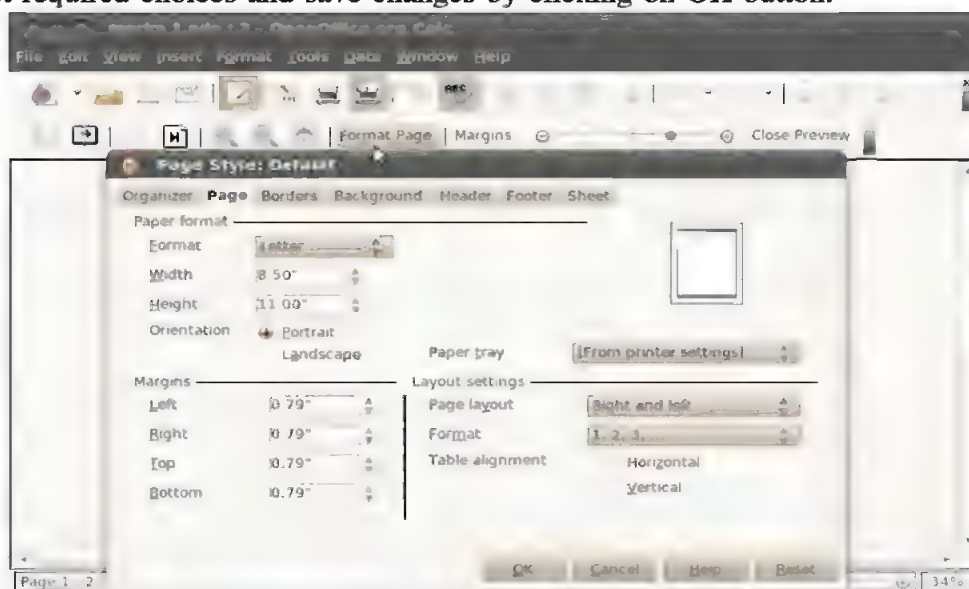 required choices and save changes by clicking on OK button.
OpenOffice.org Calc
File Edit View Insert Format Tools Data Window Help
Format Page Margins Close Preview
Page Style: Default
Organizer Page Borders Background Header Footer Sheet
Paper format
Format Letter
Width 8.50"
Height 11.00"
Orientation Portrait
Landscape
Paper tray [From printer settings]
Margins Layout settings
Left 0.79" Page layout Right and left
Right 0.79" Format 1, 2, 3, ...
Top 0.79" Table alignment Horizontal
Vertical
Bottom 0.79"
OK Cancel Help Reset
Page 1 2 34%